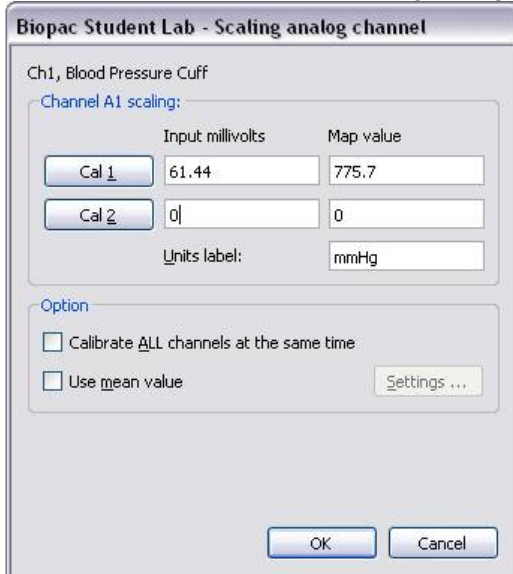 Biopac Student Lab - Scaling analog channel
Ch1, Blood Pressure Cuff
Channel A1 scaling:
Input millivolts Map value
Cal 1 61.44 775.7
Cal 2 0 0
Units label: mmHg
Option
Calibrate ALL channels at the same time
Use mean value Settings ...
OK Cancel